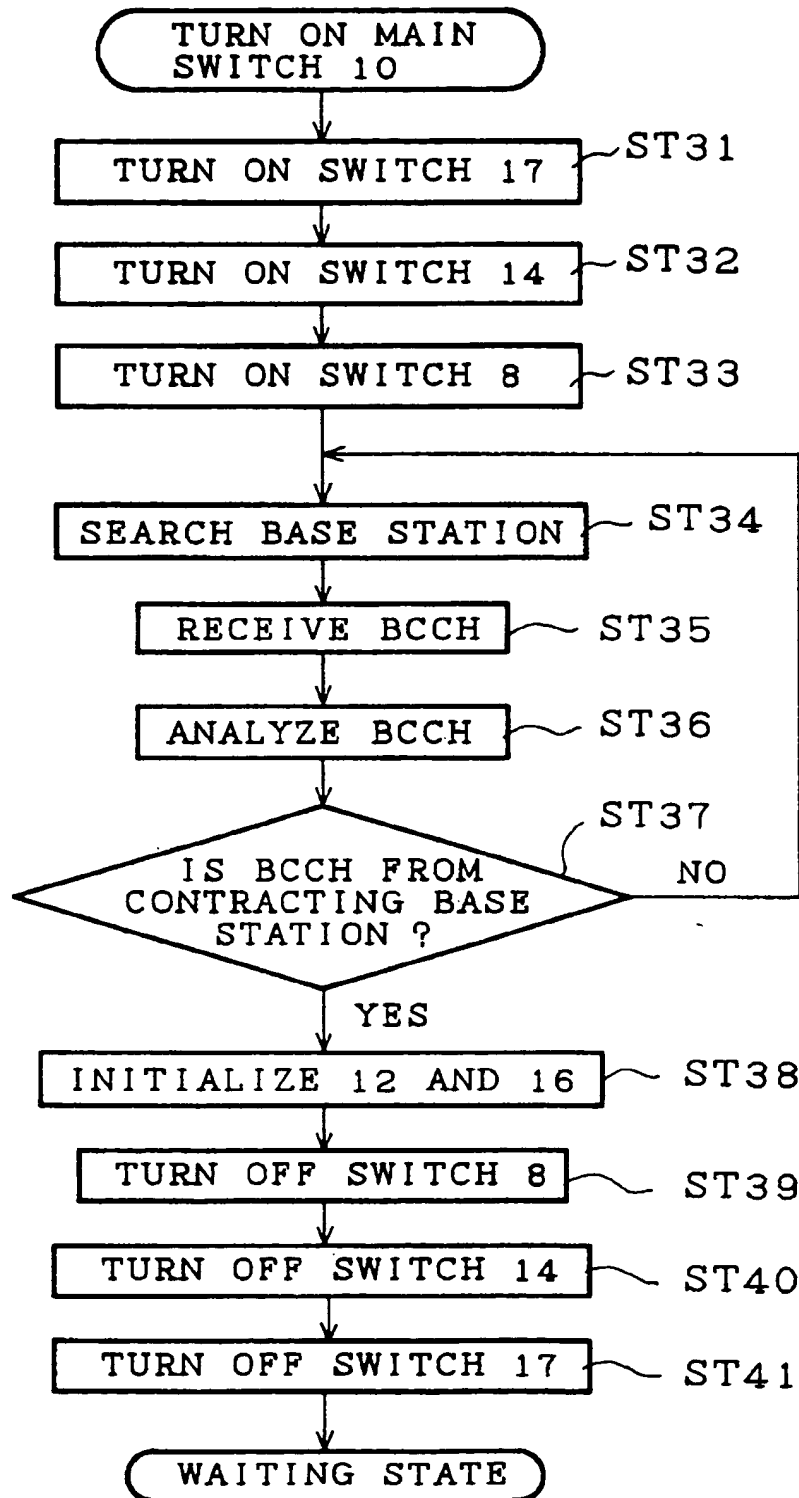 TURN ON MAIN
SWITCH 10
TURN ON SWITCH 17
ST31
TURN ON SWITCH 14
ST32
TURN ON SWITCH 8
ST33
SEARCH BASE STATION
ST34
RECEIVE BCCH
ST35
ANALYZE BCCH
ST36
ST37
IS BCCH FROM
CONTRACTING BASE
STATION ?
NO
YES
INITIALIZE 12 AND 16
ST38
TURN OFF SWITCH 8
ST39
TURN OFF SWITCH 14
ST40
TURN OFF SWITCH 17
ST41
WAITING STATE